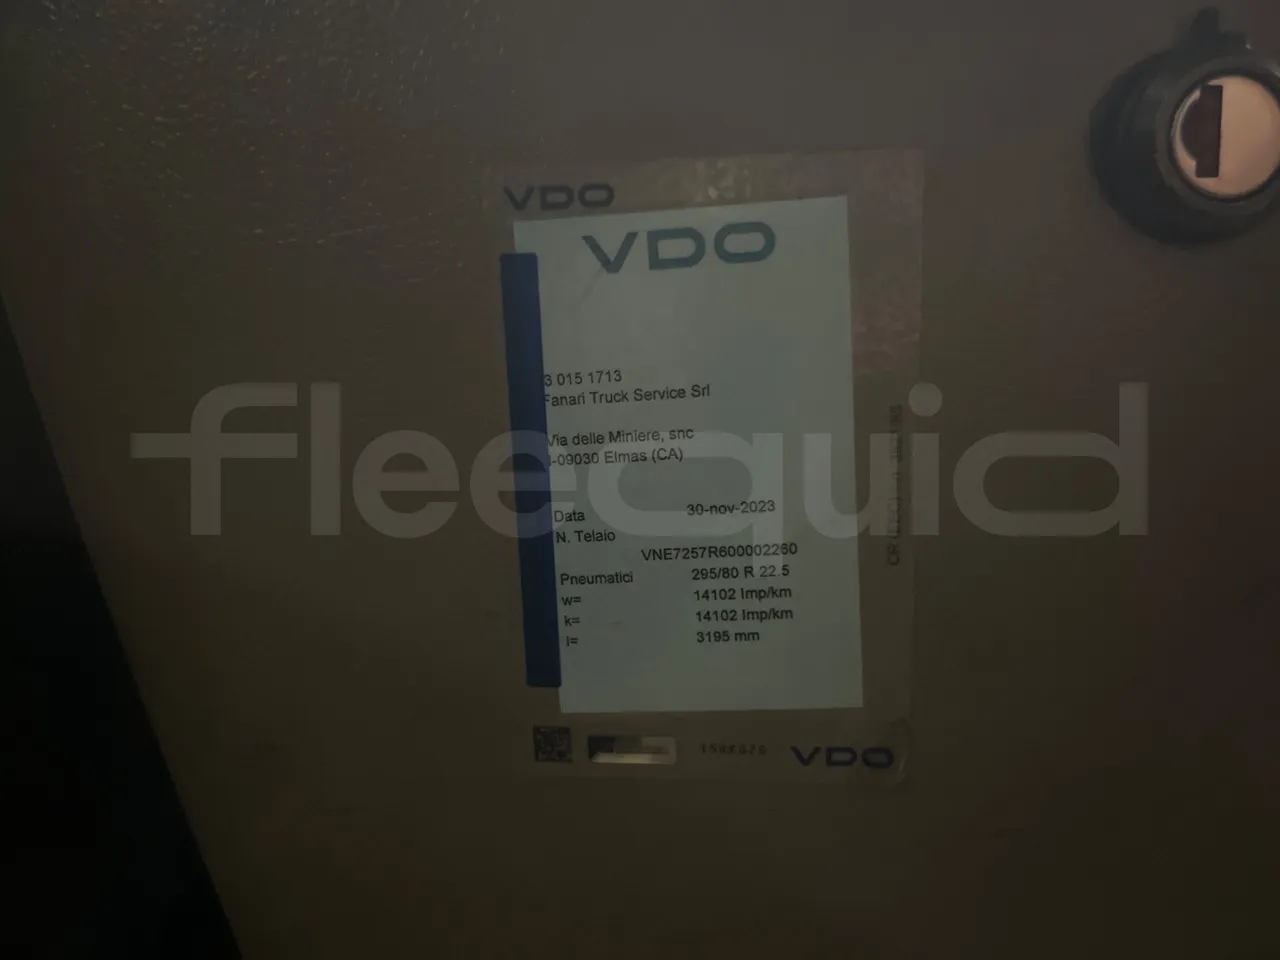 VDO
VDO
3 015 1713
Fanari Truck Service Srl
Via delle Miniere, snc
I-09030 Elmas (CA)
Data 30-nov-2023
N. Telaio
VNE7257R600002260
Pneumatici 295/80 R 22.5
w= 14102 Imp/km
k= 14102 Imp/km
l= 3195 mm
VDO
fleequid